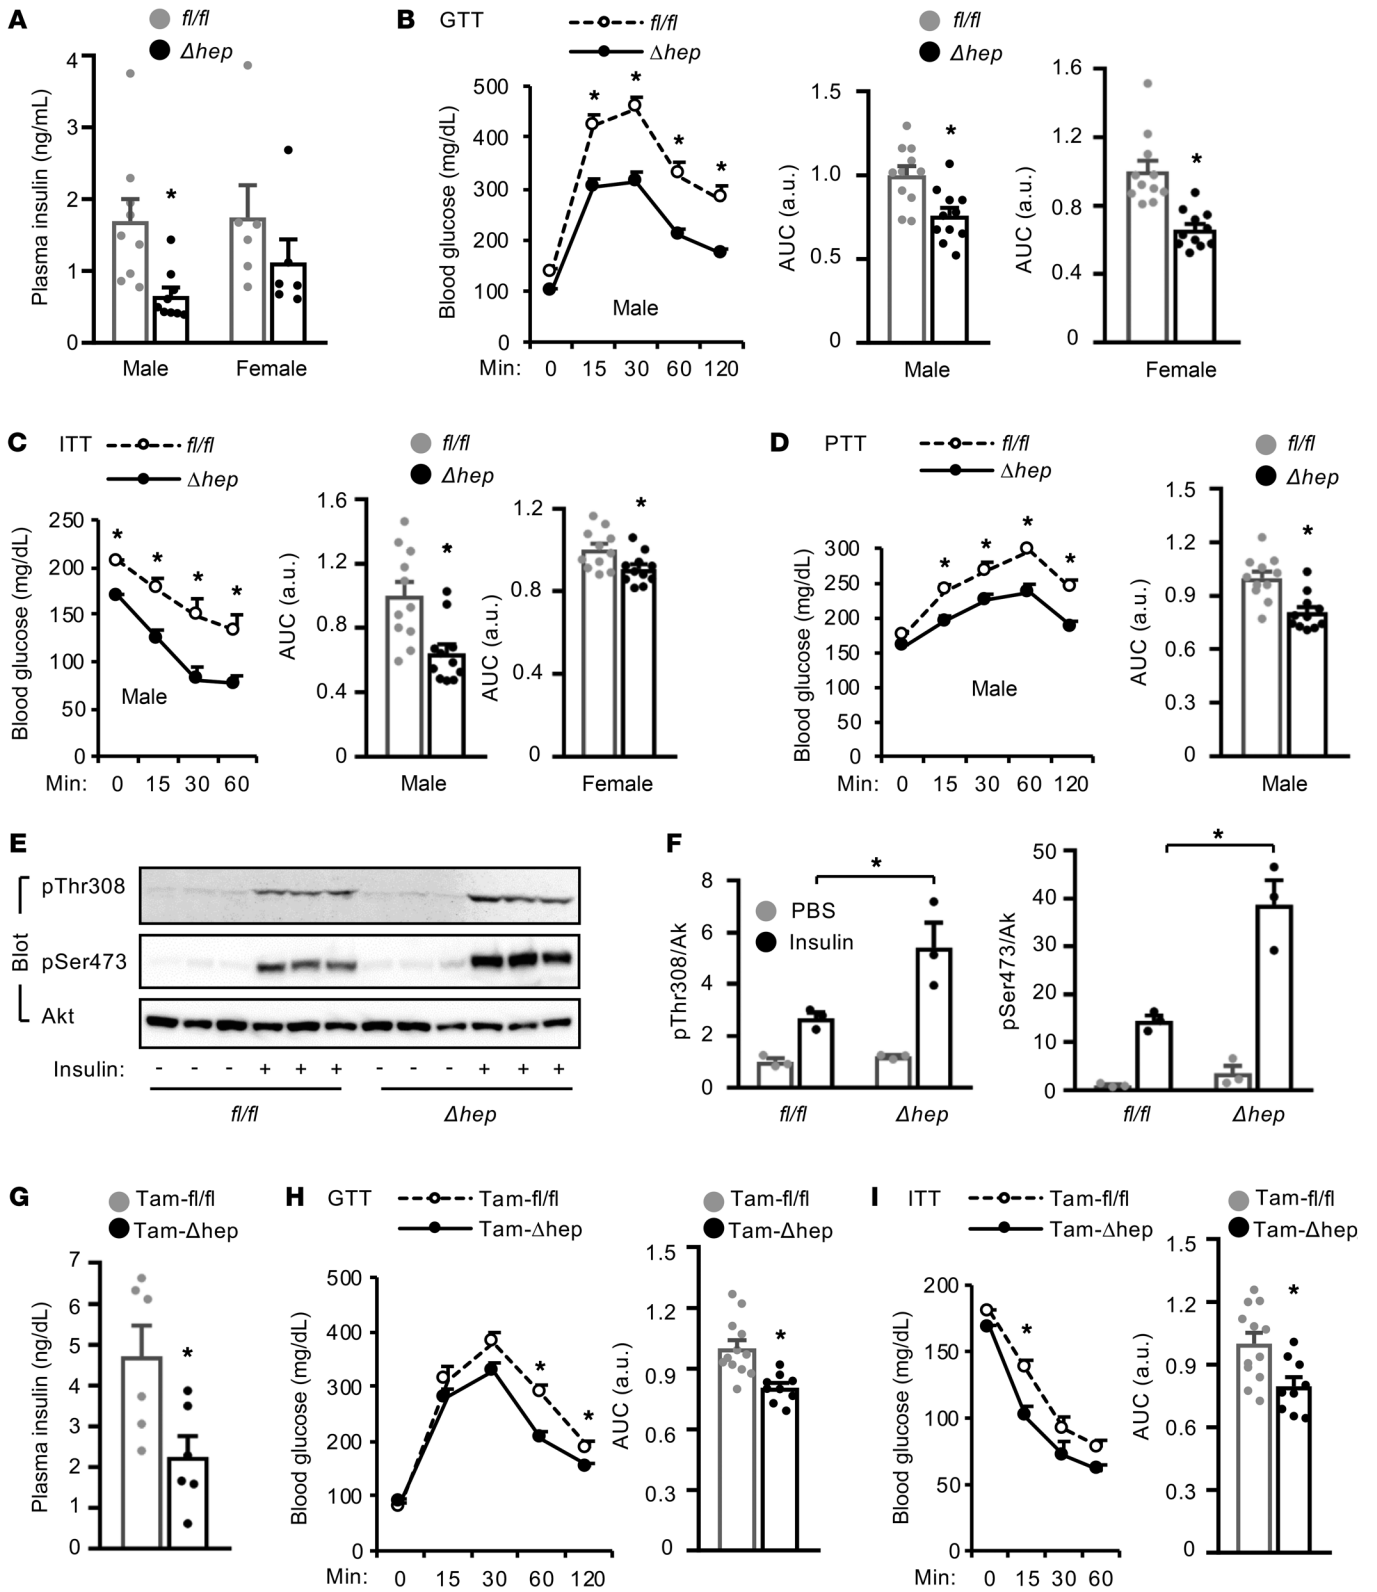 A
fl/fl
Δhep
Plasma insulin (ng/mL)
4
3
2
1
0
*
Male
Female
B
GTT
fl/fl
Δhep
Blood glucose (mg/dL)
500
400
300
200
100
0
* * * *
Male
Min: 0 15 30 60 120
fl/fl
Δhep
AUC (a.u.)
1.5
1.0
0.5
0
*
Male
AUC (a.u.)
1.6
1.2
0.8
0.4
0
*
Female
C
ITT
fl/fl
Δhep
Blood glucose (mg/dL)
250
200
150
100
50
0
* * * *
Male
Min: 0 15 30 60
fl/fl
Δhep
AUC (a.u.)
1.6
1.2
0.8
0.4
0
*
Male
AUC (a.u.)
1.2
0.8
0.4
0
*
Female
D
PTT
fl/fl
Δhep
Blood glucose (mg/dL)
300
250
200
150
100
50
0
* * * *
Male
Min: 0 15 30 60 120
fl/fl
Δhep
AUC (a.u.)
1.5
1.2
0.9
0.6
0.3
0
*
Male
E
Blot
pThr308
pSer473
Akt
Insulin: - - - + + + - - - + + +
fl/fl
Δhep
F
pThr308/Ak
8
6
4
2
0
PBS
Insulin
*
fl/fl
Δhep
pSer473/Ak
50
40
30
20
10
0
*
fl/fl
Δhep
G
Tam-fl/fl
Tam-Δhep
Plasma insulin (ng/dL)
7
6
5
4
3
2
1
0
*
H
GTT
Tam-fl/fl
Tam-Δhep
Blood glucose (mg/dL)
500
400
300
200
100
0
* *
Min: 0 15 30 60 120
Tam-fl/fl
Tam-Δhep
AUC (a.u.)
1.5
1.2
0.9
0.6
0.3
0
*
I
ITT
Tam-fl/fl
Tam-Δhep
Blood glucose (mg/dL)
200
150
100
50
0
*
Min: 0 15 30 60
Tam-fl/fl
Tam-Δhep
AUC (a.u.)
1.5
1.2
0.9
0.6
0.3
0
*